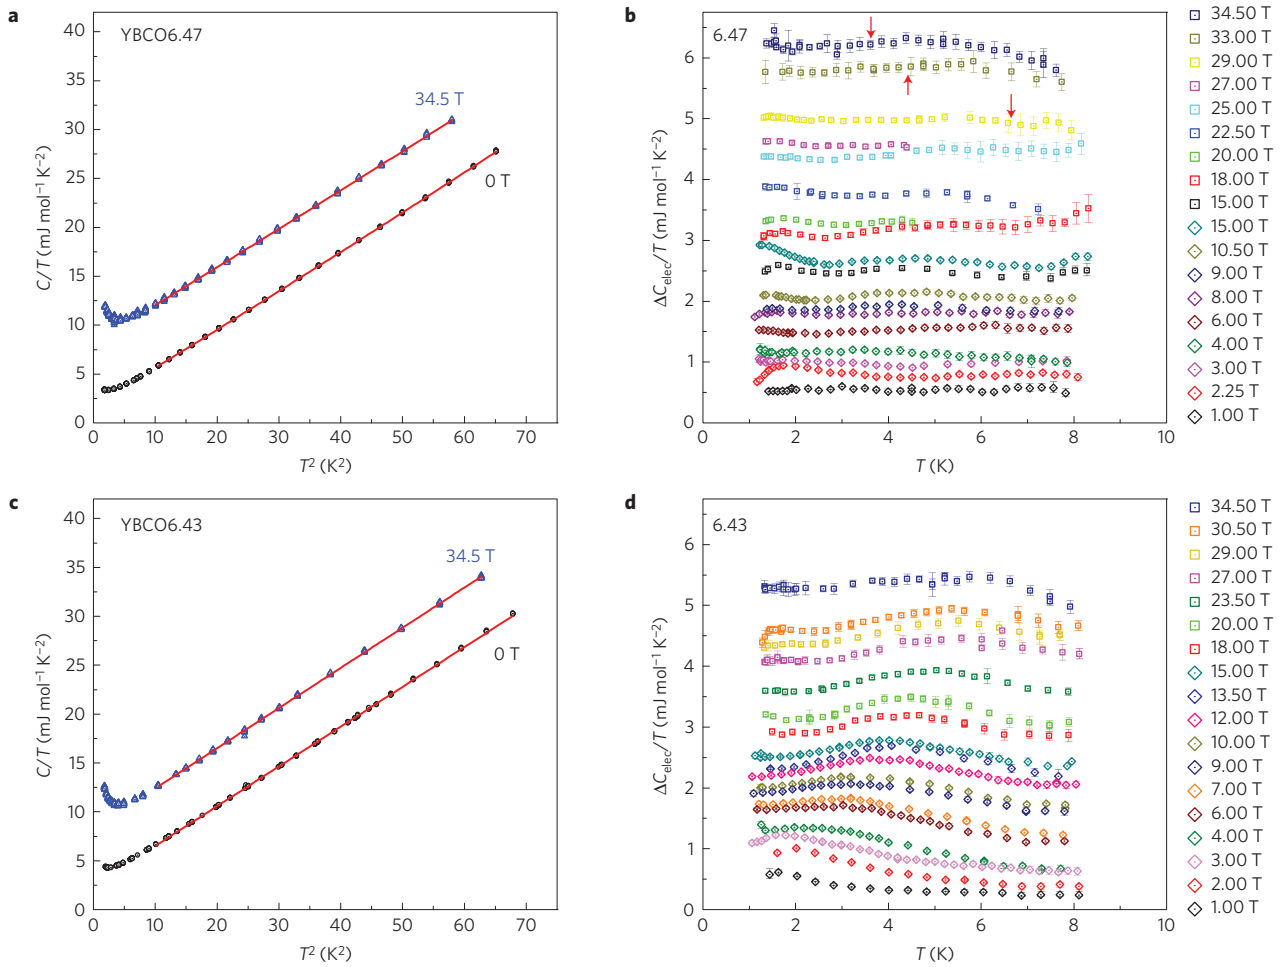 a
YBCO6.47
34.5 T
0 T
C/T (mJ mol⁻¹ K⁻²)
40
35
30
25
20
15
10
5
0
0 10 20 30 40 50 60 70
T² (K²)
b
6.47
ΔC_elec/T (mJ mol⁻¹ K⁻²)
6
5
4
3
2
1
0
0 2 4 6 8 10
T (K)
34.50 T
33.00 T
29.00 T
27.00 T
25.00 T
22.50 T
20.00 T
18.00 T
15.00 T
15.00 T
10.50 T
9.00 T
8.00 T
6.00 T
4.00 T
3.00 T
2.25 T
1.00 T
c
YBCO6.43
34.5 T
0 T
C/T (mJ mol⁻¹ K⁻²)
40
35
30
25
20
15
10
5
0
0 10 20 30 40 50 60 70
T² (K²)
d
6.43
ΔC_elec/T (mJ mol⁻¹ K⁻²)
6
5
4
3
2
1
0
0 2 4 6 8 10
T (K)
34.50 T
30.50 T
29.00 T
27.00 T
23.50 T
20.00 T
18.00 T
15.00 T
13.50 T
12.00 T
10.00 T
9.00 T
7.00 T
6.00 T
4.00 T
3.00 T
2.00 T
1.00 T